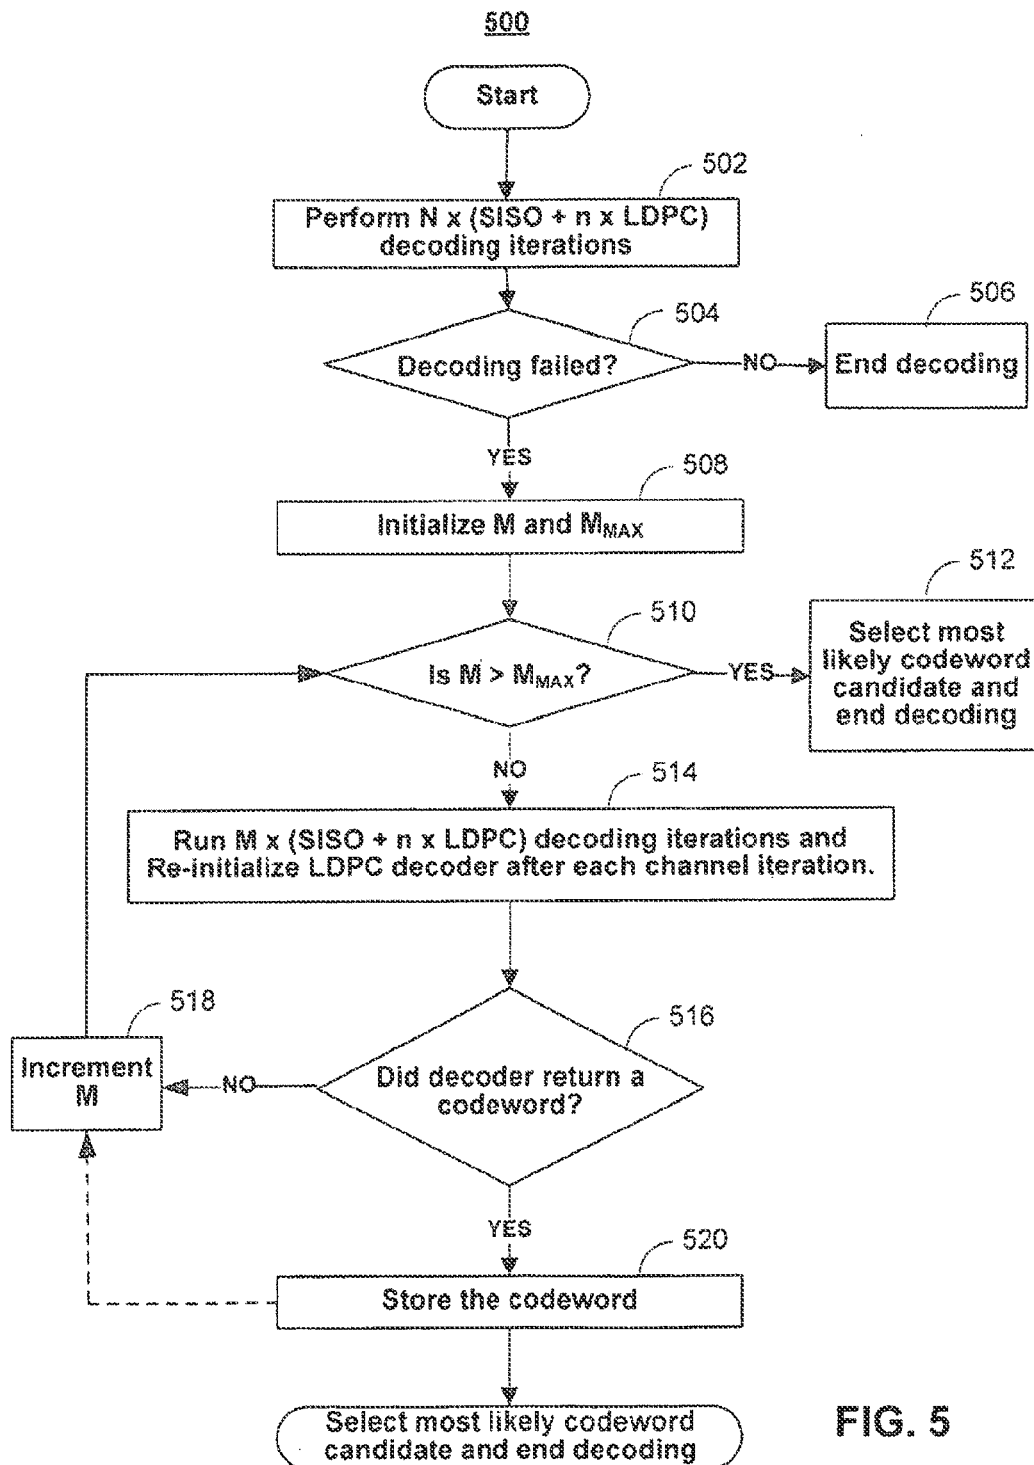 500
Start
502
Perform N x (SISO + n x LDPC)
decoding iterations
504
Decoding failed?
NO
506
End decoding
YES
508
Initialize M and MMAX
510
Is M > MMAX?
YES
512
Select most
likely codeword
candidate and
end decoding
NO
514
Run M x (SISO + n x LDPC) decoding iterations and
Re-initialize LDPC decoder after each channel iteration.
516
Did decoder return a
codeword?
NO
518
Increment
M
YES
520
Store the codeword
Select most likely codeword
candidate and end decoding
FIG. 5